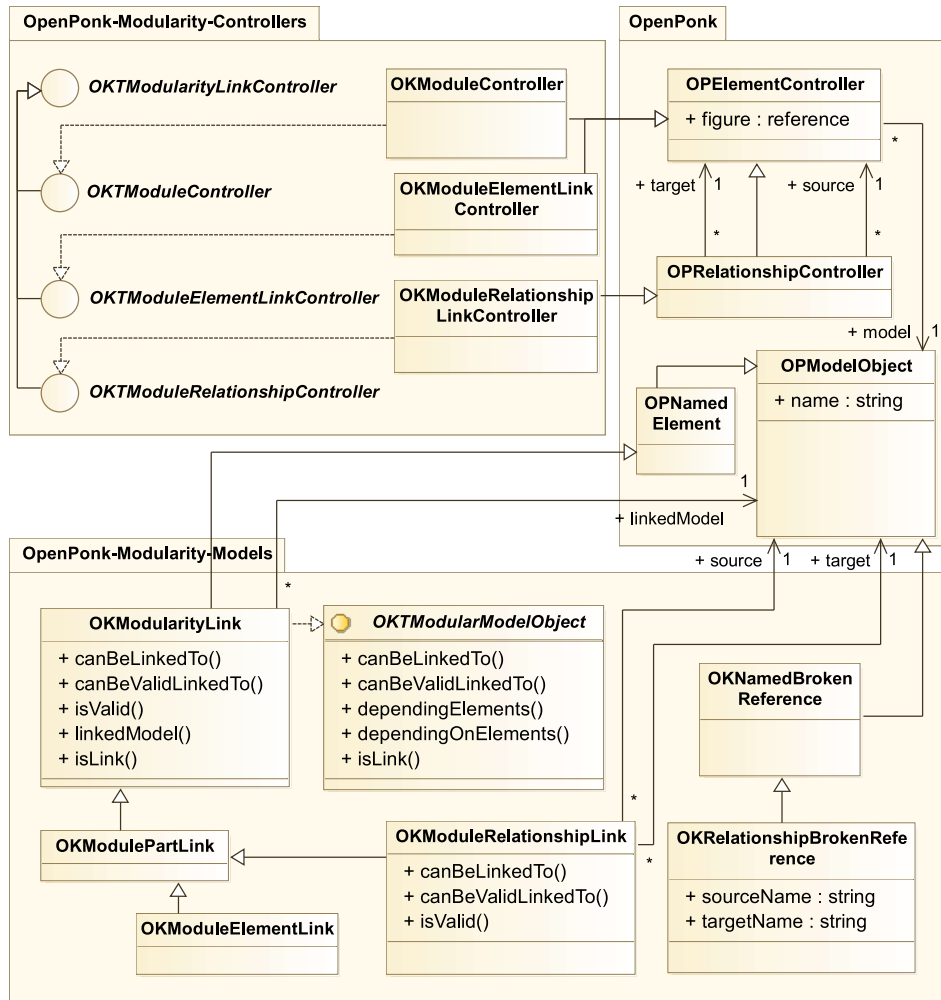 OpenPonk-Modularity-Controllers
OKTModularityLinkController
OKTModuleController
OKTModuleElementLinkController
OKTModuleRelationshipController
OKModuleController
OKModuleElementLink
Controller
OKModuleRelationship
LinkController
OpenPonk
OPElementController
+ figure : reference
*
+ target
1
+ source
1
*
*
OPRelationshipController
+ model
1
OPModelObject
+ name : string
OPNamed
Element
1
+ linkedModel
OpenPonk-Modularity-Models
+ source
1
+ target
1
*
OKModularityLink
+ canBeLinkedTo()
+ canBeValidLinkedTo()
+ isValid()
+ linkedModel()
+ isLink()
OKTModularModelObject
+ canBeLinkedTo()
+ canBeValidLinkedTo()
+ dependingElements()
+ dependingOnElements()
+ isLink()
OKNamedBroken
Reference
*
*
OKModulePartLink
OKModuleRelationshipLink
+ canBeLinkedTo()
+ canBeValidLinkedTo()
+ isValid()
OKRelationshipBrokenRefe
rence
+ sourceName : string
+ targetName : string
OKModuleElementLink